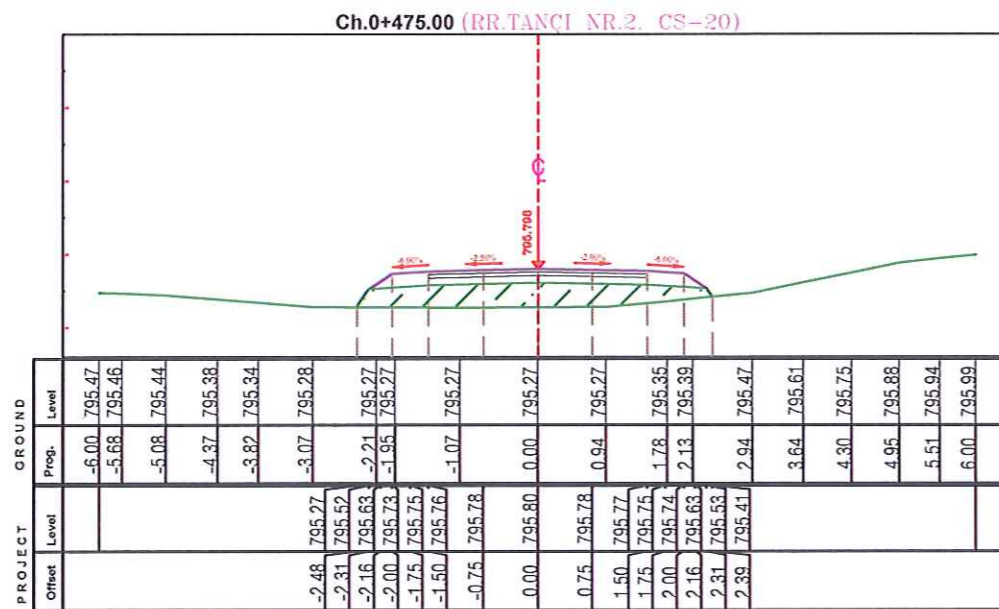 Ch.0+475.00 (RR.TANÇI NR.2. CS-20)
795.798
-2.50%
GROUND
Level
795.47 795.46 795.44 795.38 795.34 795.28 795.27 795.27 795.27 795.27 795.27 795.35 795.39 795.47 795.61 795.75 795.88 795.94 795.99
Prog.
-6.00 -5.68 -5.08 -4.37 -3.82 -3.07 -2.21 -1.95 -1.07 0.00 0.94 1.78 2.13 2.94 3.64 4.30 4.95 5.51 6.00
PROJECT
Level
795.27 795.52 795.63 795.73 795.75 795.76 795.78 795.80 795.78 795.77 795.75 795.74 795.63 795.53 795.41
Offset
-2.48 -2.31 -2.16 -2.00 -1.75 -1.50 -0.75 0.00 0.75 1.50 1.75 2.00 2.16 2.31 2.39